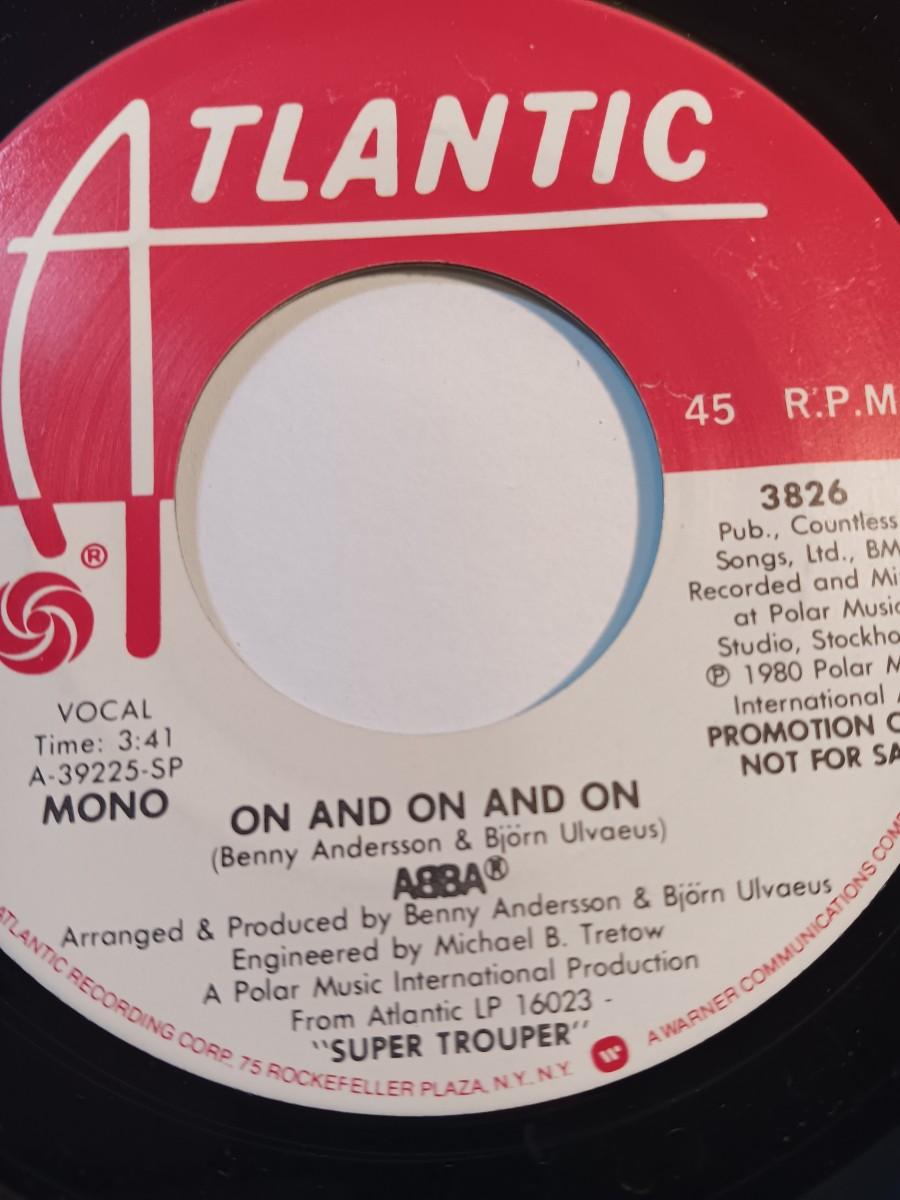 ATLANTIC
45 R.P.M
3826
Pub., Countless
Songs, Ltd., BM
Recorded and Mi
at Polar Music
Studio, Stockho
℗ 1980 Polar M
International
PROMOTION C
NOT FOR SA
®
VOCAL
Time: 3:41
A-39225-SP
MONO
ON AND ON AND ON
(Benny Andersson & Björn Ulvaeus)
ABBA®
Arranged & Produced by Benny Andersson & Björn Ulvaeus
Engineered by Michael B. Tretow
A Polar Music International Production
From Atlantic LP 16023 -
"SUPER TROUPER"
ATLANTIC RECORDING CORP., 75 ROCKEFELLER PLAZA, N.Y., N.Y. W A WARNER COMMUNICATIONS COM